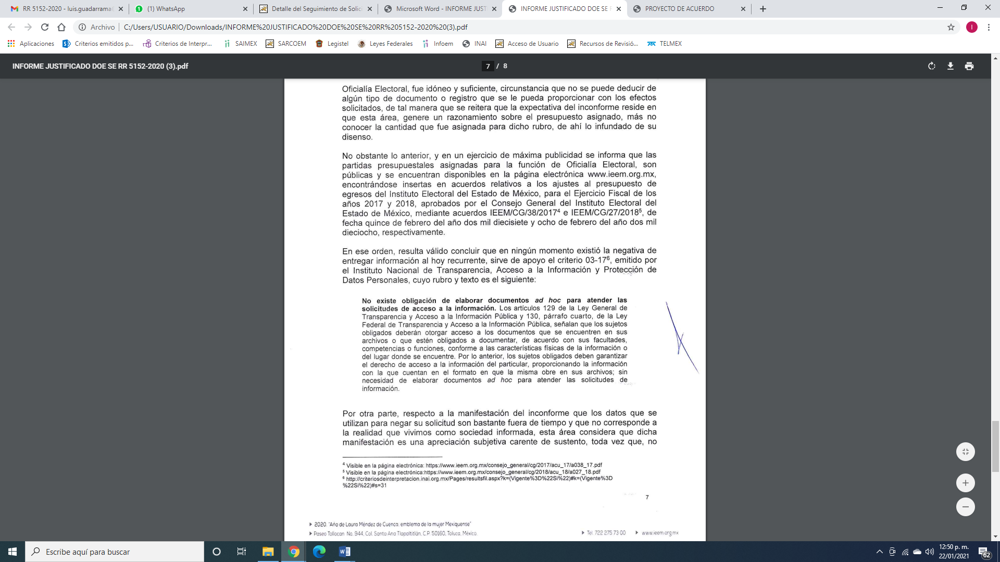 RR 5152-2020 - luis.guadarrama
(1) WhatsApp
Detalle del Seguimiento de Solic
Microsoft Word - INFORME JUST
INFORME JUSTIFICADO DOE SE
PROYECTO DE ACUERDO
Archivo | C:/Users/USUARIO/Downloads/INFORME%20JUSTIFICADO%20DOE%20SE%20RR%205152-2020%20(3).pdf
Aplicaciones
Criterios emitidos p...
Criterios de Interpr...
SAIMEX
SARCOEM
Legistel
Leyes Federales
Infoem
INAI
Acceso de Usuario
Recursos de Revisió...
TELMEX
INFORME JUSTIFICADO DOE SE RR 5152-2020 (3).pdf
7 / 8
Oficialía Electoral, fue idóneo y suficiente, circunstancia que no se puede deducir de
algún tipo de documento o registro que se le pueda proporcionar con los efectos
solicitados, de tal manera que se reitera que la expectativa del inconforme reside en
que esta área, genere un razonamiento sobre el presupuesto asignado, más no
conocer la cantidad que fue asignada para dicho rubro, de ahí lo infundado de su
disenso.
No obstante lo anterior, y en un ejercicio de máxima publicidad se informa que las
partidas presupuestales asignadas para la función de Oficialía Electoral, son
públicas y se encuentran disponibles en la página electrónica www.ieem.org.mx,
encontrándose insertas en acuerdos relativos a los ajustes al presupuesto de
egresos del Instituto Electoral del Estado de México, para el Ejercicio Fiscal de los
años 2017 y 2018, aprobados por el Consejo General del Instituto Electoral del
Estado de México, mediante acuerdos IEEM/CG/38/2017⁴ e IEEM/CG/27/2018⁵, de
fecha quince de febrero del año dos mil diecisiete y ocho de febrero del año dos mil
dieciocho, respectivamente.
En ese orden, resulta válido concluir que en ningún momento existió la negativa de
entregar información al hoy recurrente, sirve de apoyo el criterio 03-17⁶, emitido por
el Instituto Nacional de Transparencia, Acceso a la Información y Protección de
Datos Personales, cuyo rubro y texto es el siguiente:
No existe obligación de elaborar documentos ad hoc para atender las
solicitudes de acceso a la información. Los artículos 129 de la Ley General de
Transparencia y Acceso a la Información Pública y 130, párrafo cuarto, de la Ley
Federal de Transparencia y Acceso a la Información Pública, señalan que los sujetos
obligados deberán otorgar acceso a los documentos que se encuentren en sus
archivos o que estén obligados a documentar, de acuerdo con sus facultades,
competencias o funciones, conforme a las características físicas de la información o
del lugar donde se encuentre. Por lo anterior, los sujetos obligados deben garantizar
el derecho de acceso a la información del particular, proporcionando la información
con la que cuentan en el formato en que la misma obre en sus archivos; sin
necesidad de elaborar documentos ad hoc para atender las solicitudes de
información.
Por otra parte, respecto a la manifestación del inconforme que los datos que se
utilizan para negar su solicitud son bastante fuera de tiempo y que no corresponde a
la realidad que vivimos como sociedad informada, esta área considera que dicha
manifestación es una apreciación subjetiva carente de sustento, toda vez que, no
⁴ Visible en la página electrónica: https://www.ieem.org.mx/consejo_general/cg/2017/acu_17/a038_17.pdf
⁵ Visible en la página electrónica:https://www.ieem.org.mx/consejo_general/cg/2018/acu_18/a027_18.pdf
⁶ http://criteriosdeinterpretacion.inai.org.mx/Pages/resultsfil.aspx?k=(Vigente%3D%22Si%22)#k=(Vigente%3D
%22Si%22)#s=31
7
2020. "Año de Laura Méndez de Cuenca: emblema de la mujer Mexiquense"
Paseo Tollocan No. 944, Col. Santa Ana Tlapaltitlán, C.P. 50160, Toluca, México.
Tel. 722 275 73 00
www.ieem.org.mx
Escribe aquí para buscar
12:50 p. m.
22/01/2021
62